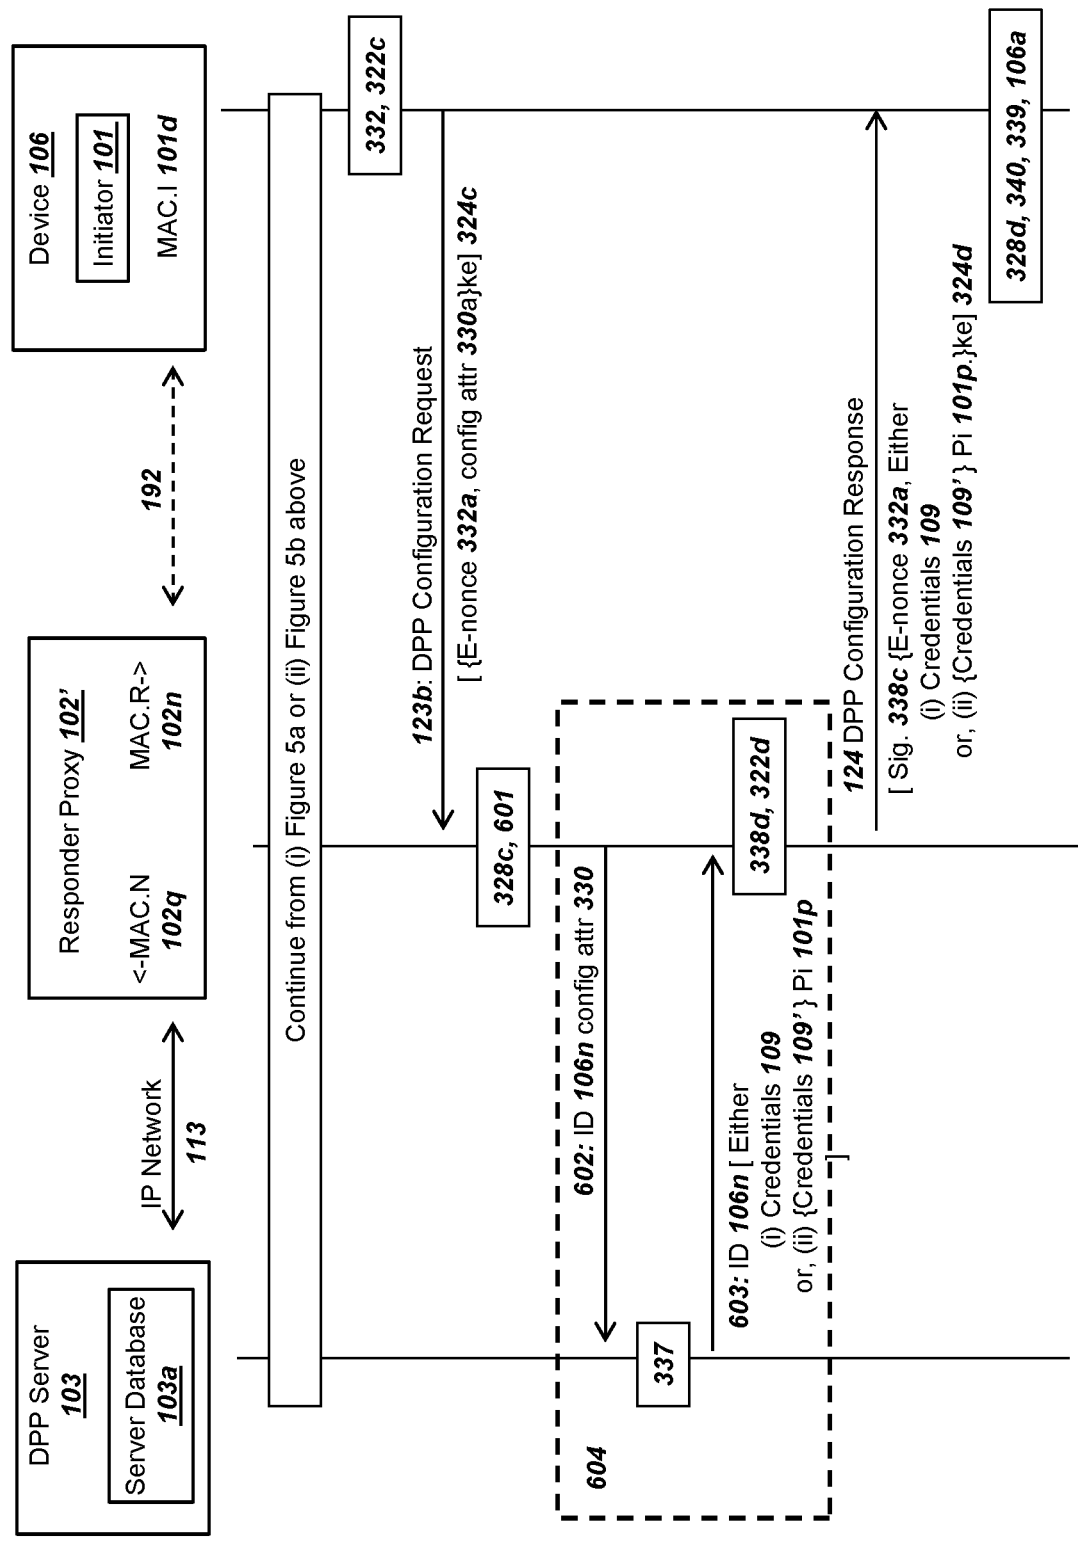 DPP Server
103
Server Database
103a
IP Network
113
Responder Proxy 102'
<-MAC.N
102q
MAC.R->
102n
192
Device 106
Initiator 101
MAC.I 101d
Continue from (i) Figure 5a or (ii) Figure 5b above
332, 322c
123b: DPP Configuration Request
[ {E-nonce 332a, config attr 330a}ke] 324c
328c, 601
604
602: ID 106n config attr 330
337
603: ID 106n [ Either
(i) Credentials 109
or, (ii) {Credentials 109' } Pi 101p
]
338d, 322d
124 DPP Configuration Response
[ Sig. 338c {E-nonce 332a, Either
(i) Credentials 109
or, (ii) {Credentials 109' } Pi 101p.}ke] 324d
328d, 340, 339, 106a